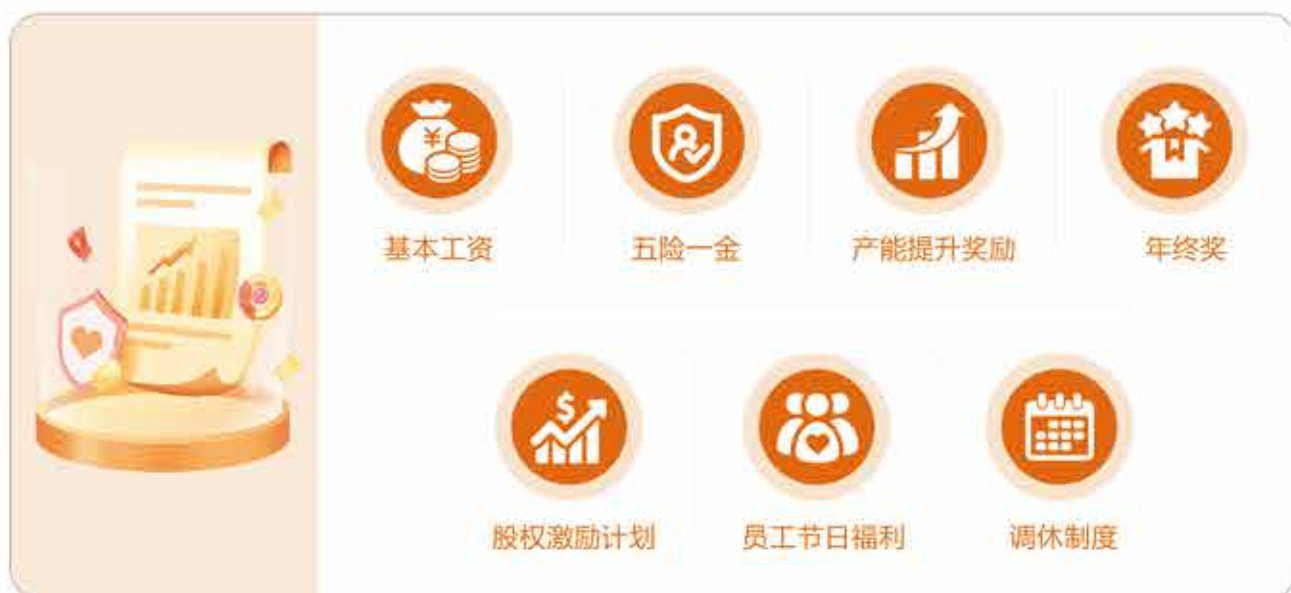 基本工资
五险一金
产能提升奖励
年终奖
股权激励计划
员工节日福利
调休制度